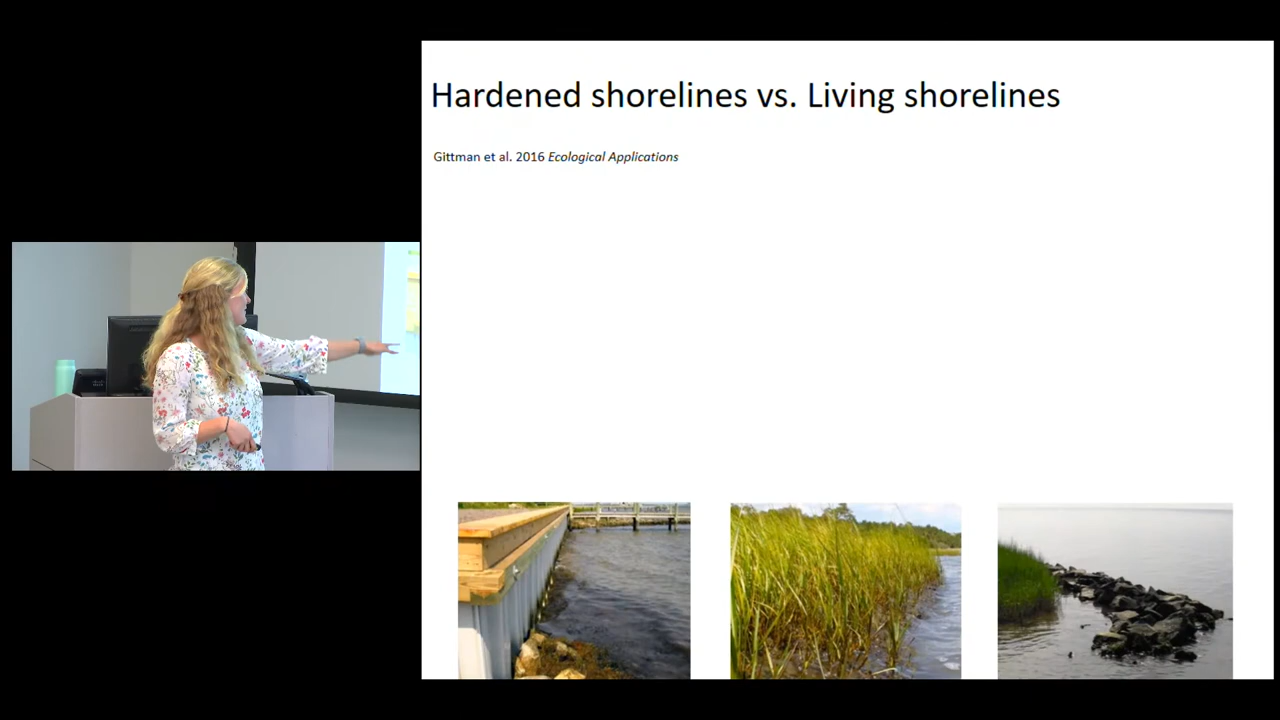 Hardened shorelines vs. Living shorelines
Gittman et al. 2016 Ecological Applications